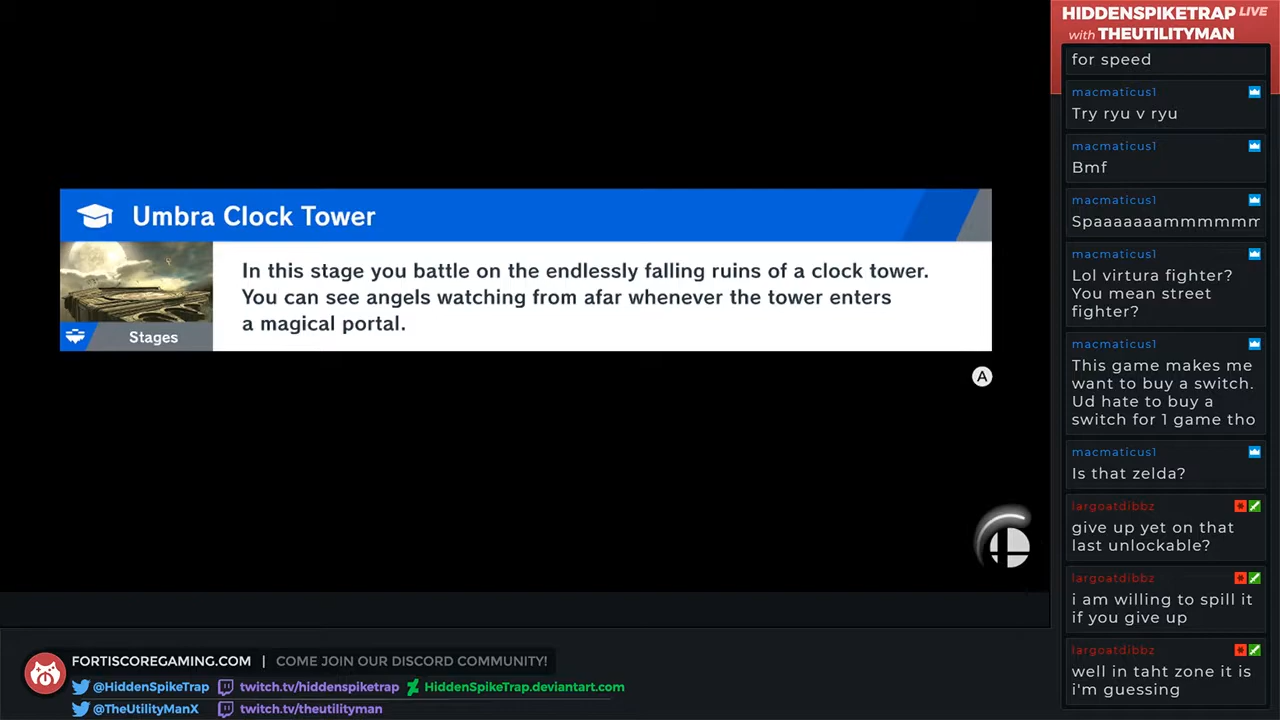 HIDDENSPIKETRAP LIVE
with THEUTILITYMAN
for speed
macmaticus1
Try ryu v ryu
macmaticus1
Bmf
macmaticus1
Spaaaaaammmmmm
macmaticus1
Lol virtura fighter?
You mean street
fighter?
macmaticus1
This game makes me
want to buy a switch.
Ud hate to buy a
switch for 1 game tho
macmaticus1
Is that zelda?
largoatdibbz
give up yet on that
last unlockable?
largoatdibbz
i am willing to spill it
if you give up
largoatdibbz
well in taht zone it is
i'm guessing
Umbra Clock Tower
In this stage you battle on the endlessly falling ruins of a clock tower.
You can see angels watching from afar whenever the tower enters
a magical portal.
Stages
A
FORTISCOREGAMING.COM | COME JOIN OUR DISCORD COMMUNITY!
@HiddenSpikeTrap twitch.tv/hiddenspiketrap HiddenSpikeTrap.deviantart.com
@TheUtilityManX twitch.tv/theutilityman